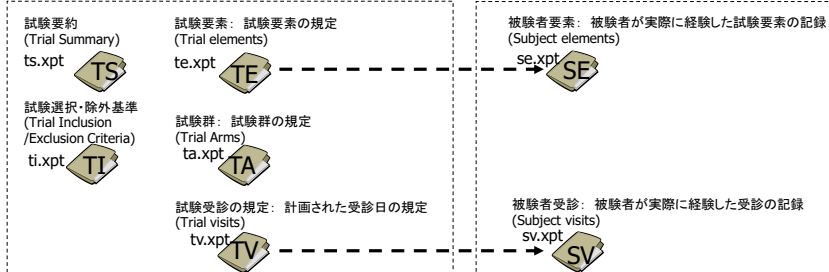 試験要約
(Trial Summary)
ts.xpt
TS
試験選択・除外基準
(Trial Inclusion
/Exclusion Criteria)
ti.xpt
TI
試験要素: 試験要素の規定
(Trial elements)
te.xpt
TE
試験群: 試験群の規定
(Trial Arms)
ta.xpt
TA
試験受診の規定: 計画された受診日の規定
(Trial visits)
tv.xpt
TV
被験者要素: 被験者が実際に経験した試験要素の記録
(Subject elements)
se.xpt
SE
被験者受診: 被験者が実際に経験した受診の記録
(Subject visits)
sv.xpt
SV